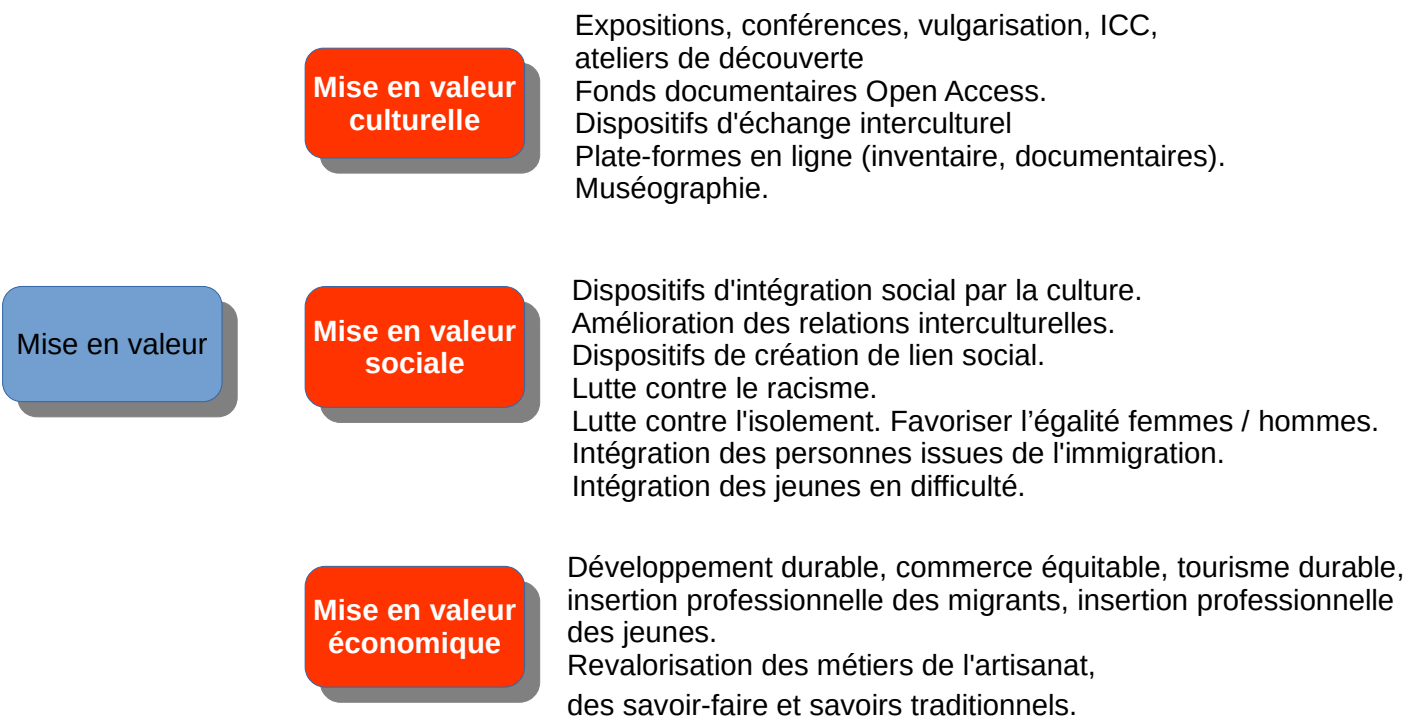 Expositions, conférences, vulgarisation, ICC,
ateliers de découverte
Fonds documentaires Open Access.
Dispositifs d'échange interculturel
Plate-formes en ligne (inventaire, documentaires).
Muséographie.
Mise en valeur
culturelle
Mise en valeur
Mise en valeur
sociale
Dispositifs d'intégration social par la culture.
Amélioration des relations interculturelles.
Dispositifs de création de lien social.
Lutte contre le racisme.
Lutte contre l'isolement. Favoriser l’égalité femmes / hommes.
Intégration des personnes issues de l'immigration.
Intégration des jeunes en difficulté.
Mise en valeur
économique
Développement durable, commerce équitable, tourisme durable,
insertion professionnelle des migrants, insertion professionnelle
des jeunes.
Revalorisation des métiers de l'artisanat,
des savoir-faire et savoirs traditionnels.